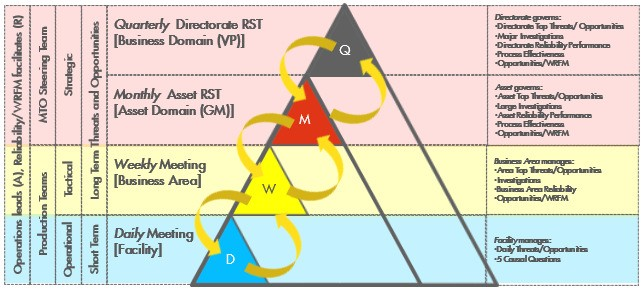 Operations leads (A), Reliability/WRFM facilitates (R)
MTO Steering Team
Production Teams
Strategic
Tactical
Operational
Long Term Threats and Opportunities
Short Term
Quarterly Directorate RST
[Business Domain (VP)]
Q
Directorate governs:
•Directorate Top Threats/ Opportunities
•Major Investigations
•Directorate Reliability Performance
•Process Effectiveness
•Opportunities/WRFM
Monthly Asset RST
[Asset Domain (GM)]
M
Asset governs:
•Asset Top Threats/Opportunities
•Large Investigations
•Asset Reliability Performance
•Process Effectiveness
•Opportunities/WRFM
Weekly Meeting
[Business Area]
W
Business Area manages:
•Area Top Threats/Opportunities
•Investigations
•Business Area Reliability
•Opportunities/WRFM
Daily Meeting
[Facility]
D
Facility manages:
•Daily Threats/Opportunities
•5 Causal Questions